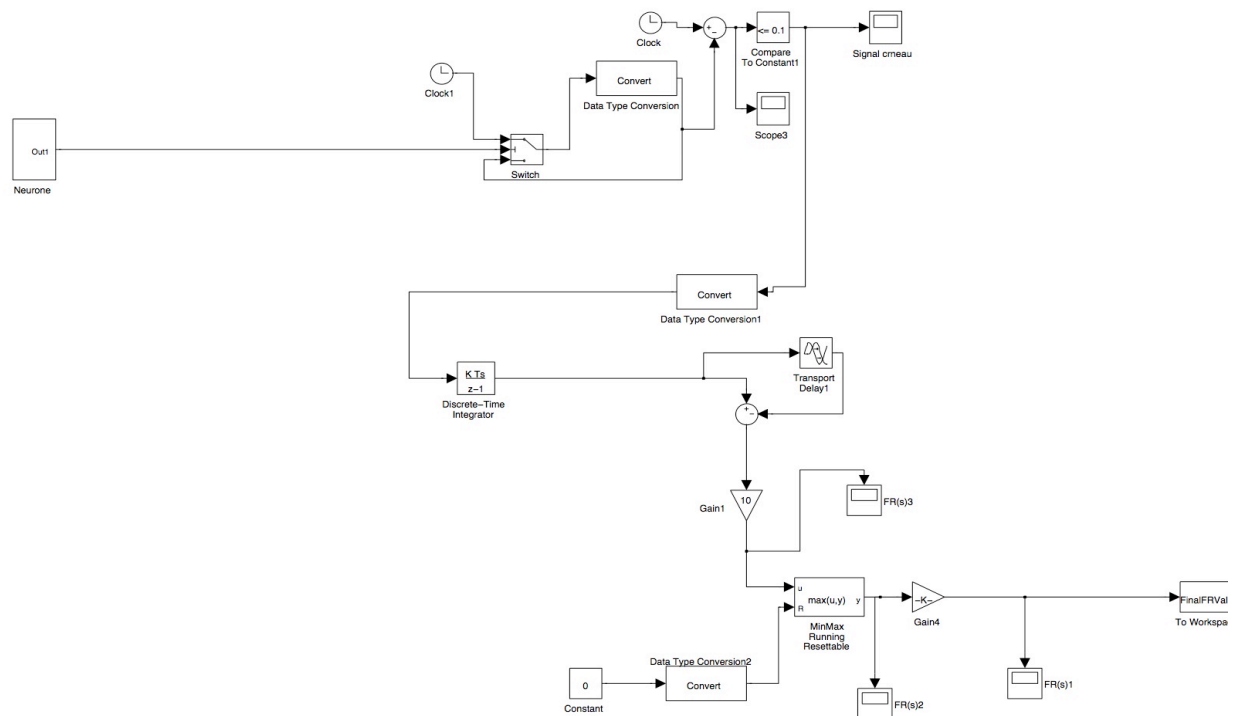 Clock
+
−
<= 0.1
Compare
To Constant1
Signal crneau
Clock1
Convert
Data Type Conversion
Scope3
Out1
Neurone
Switch
Convert
Data Type Conversion1
K Ts
z−1
Discrete−Time
Integrator
Transport
Delay1
+
−
10
Gain1
FR(s)3
u
R
max(u,y)
y
MinMax
Running
Resettable
−K−
Gain4
FinalFRVal
To Workspa
FR(s)1
Data Type Conversion2
0
Constant
Convert
FR(s)2